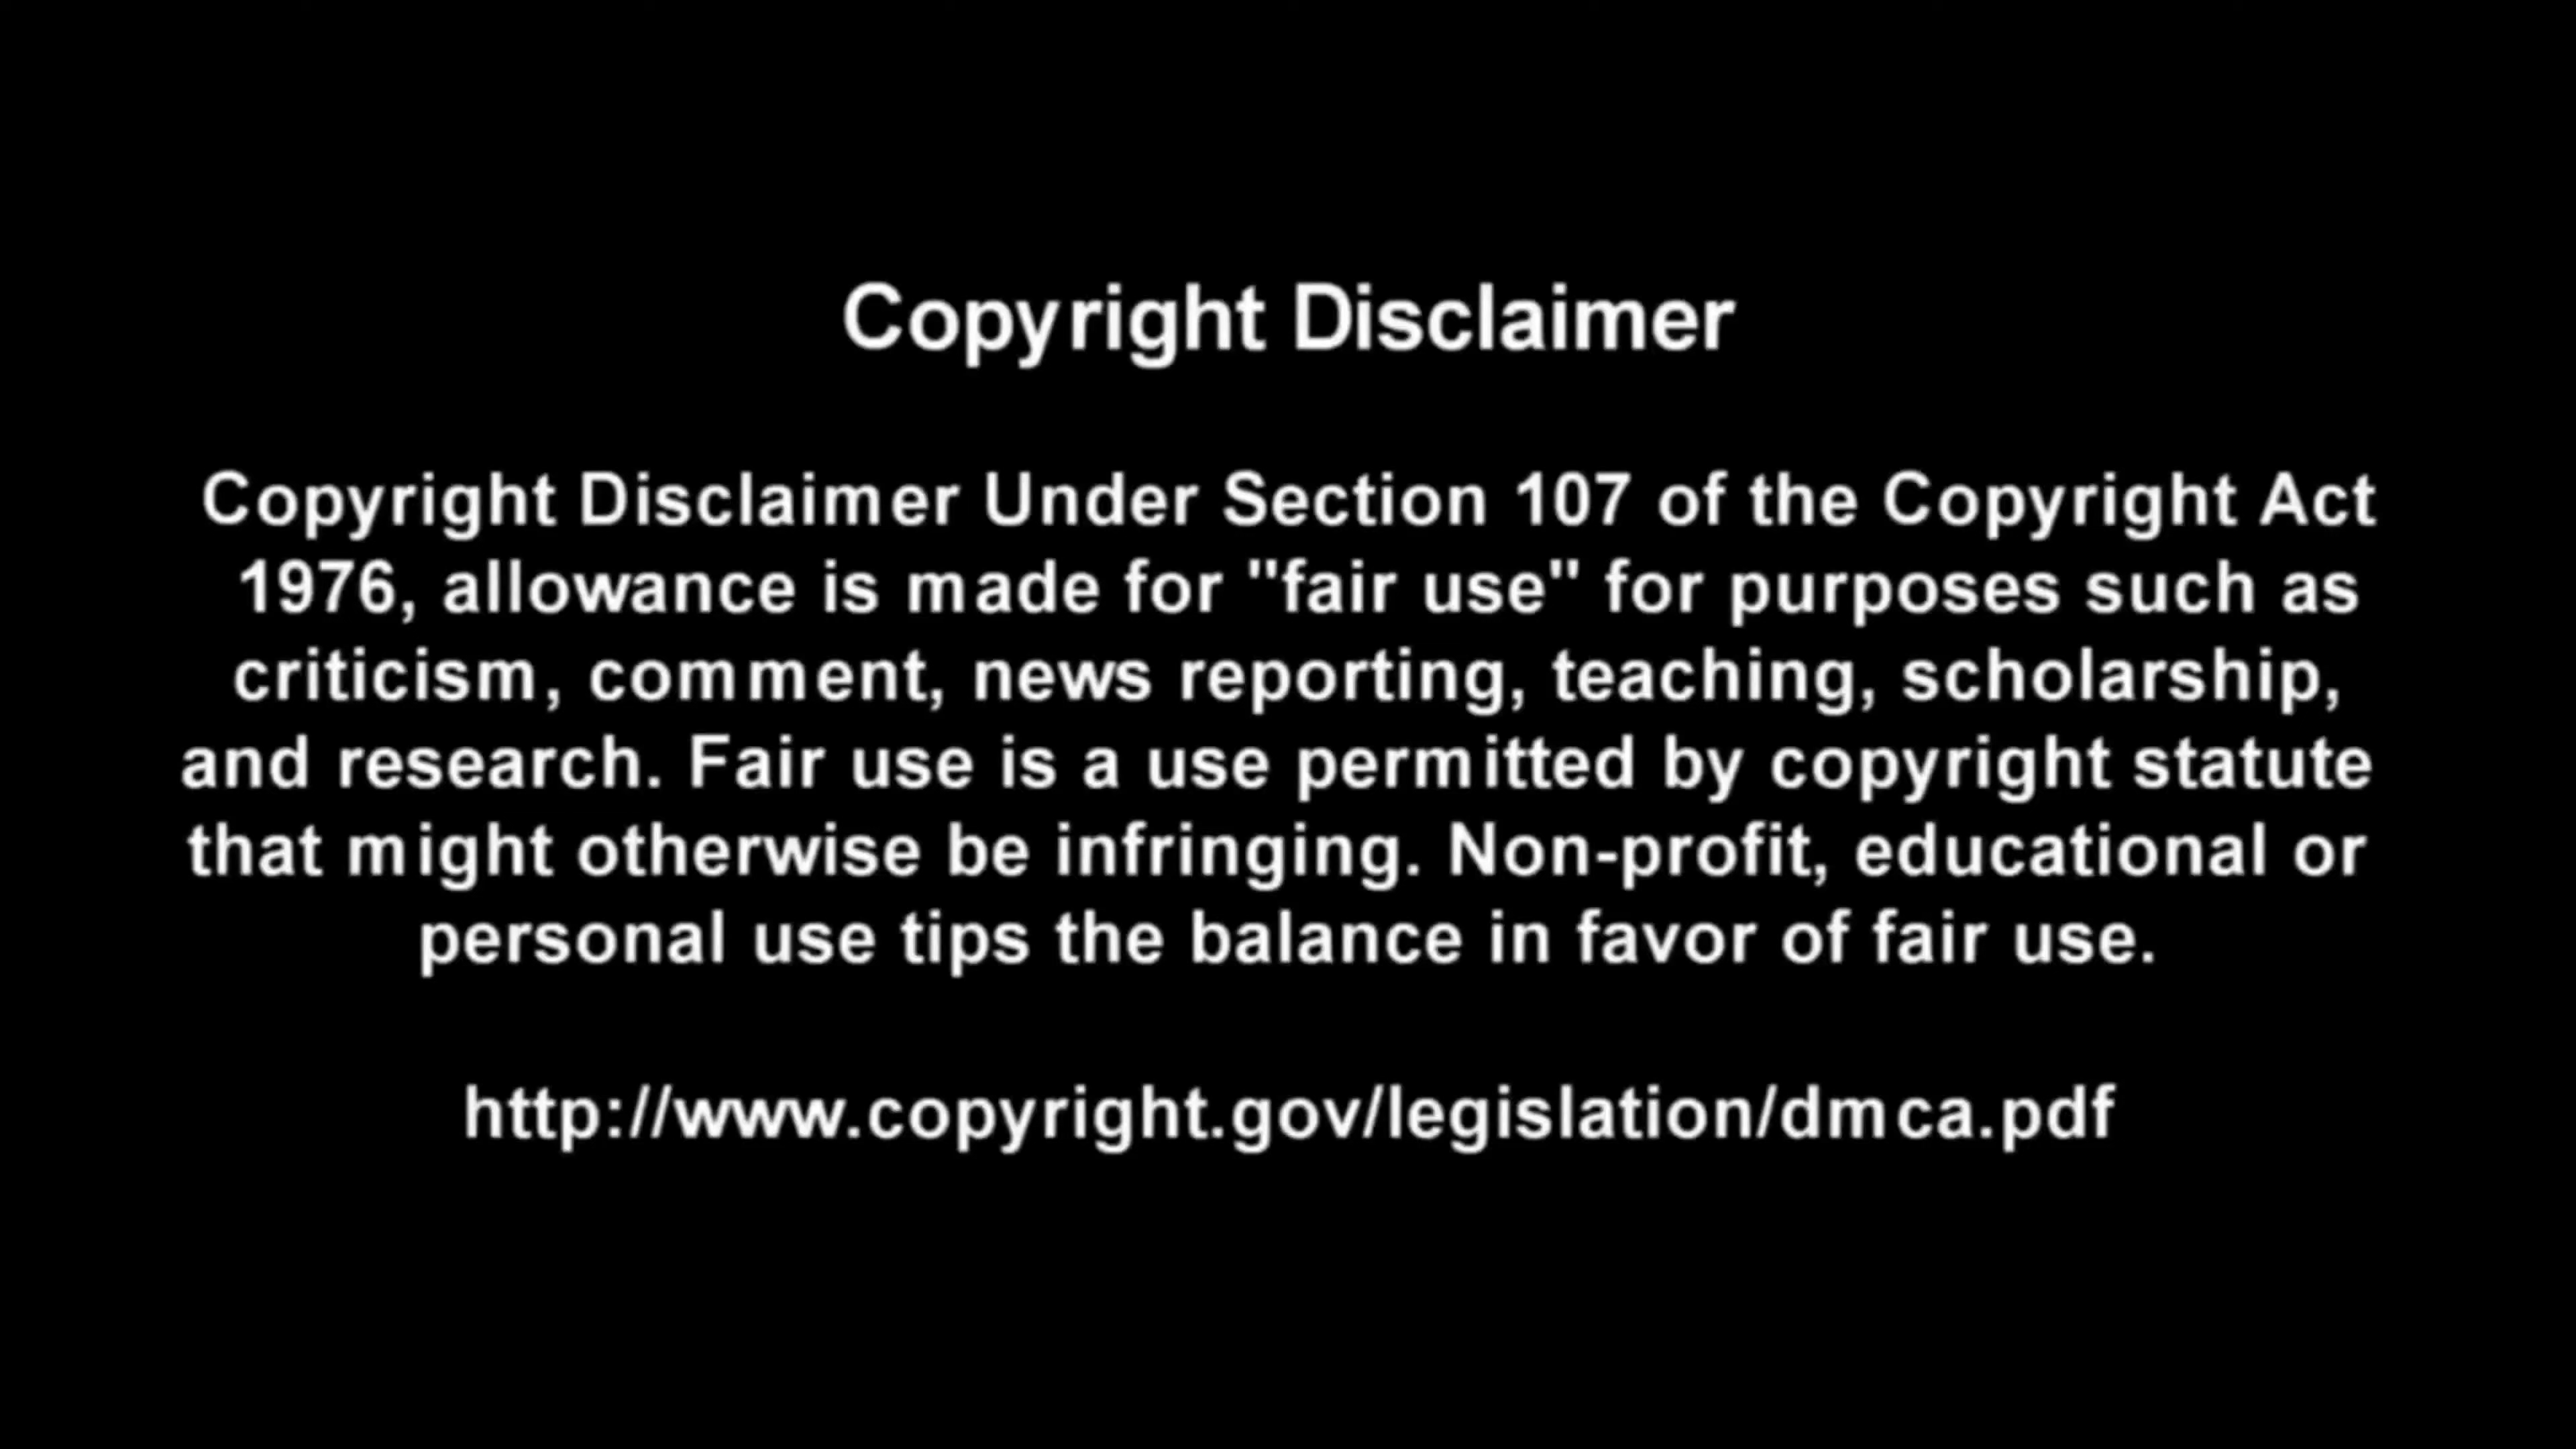 Copyright Disclaimer
Copyright Disclaimer Under Section 107 of the Copyright Act
1976, allowance is made for "fair use" for purposes such as
criticism, comment, news reporting, teaching, scholarship,
and research. Fair use is a use permitted by copyright statute
that might otherwise be infringing. Non-profit, educational or
personal use tips the balance in favor of fair use.
http://www.copyright.gov/legislation/dmca.pdf